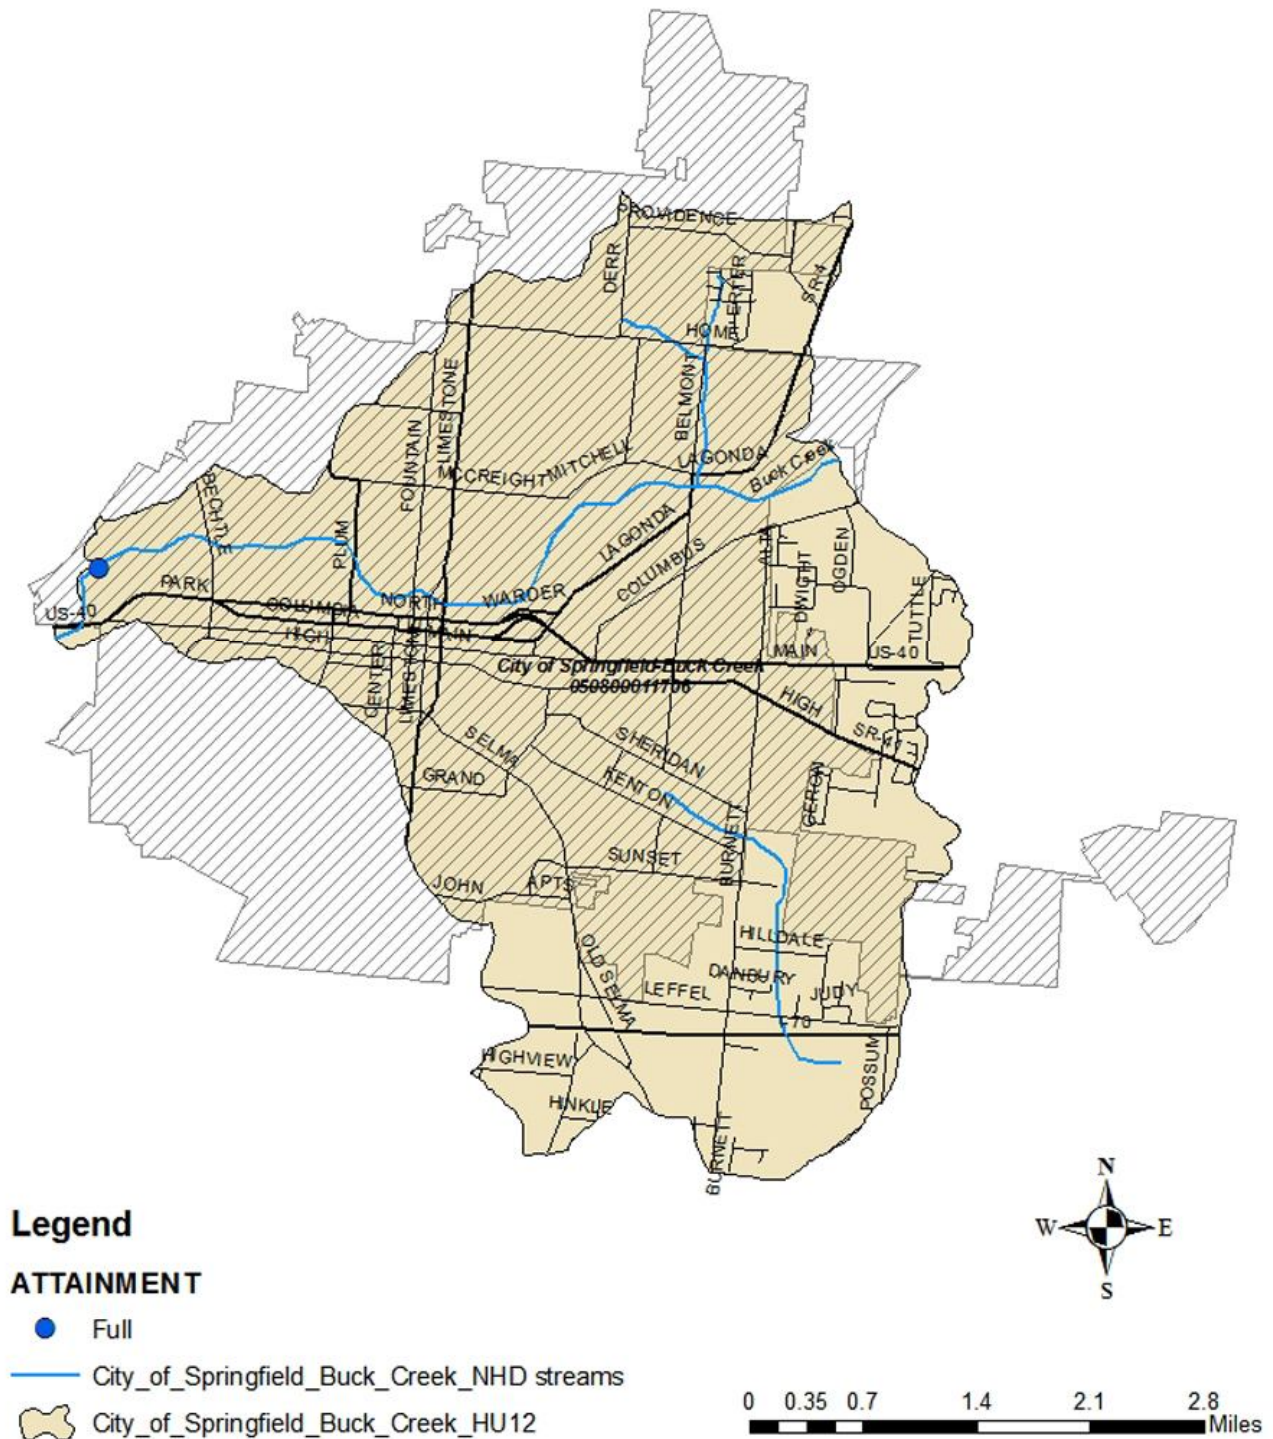 PROVIDENCE
DERR
ERTER
SR-4
HOME
BELMONT
LIMESTONE
FOUNTAIN
MCCREIGHT
MITCHELL
LAGONDA
Buck Creek
BECHTLE
PLUM
LAGONDA
COLUMBUS
ALTA
DWIGHT
OGDEN
TUTTLE
PARK
US-40
COLUMBIA
NORTH
WARDER
HIGH
MAIN
MAIN
US-40
CENTER
LIMESTONE
City of Springfield-Buck Creek
050800011706
HIGH
SR-41
SELMA
SHERIDAN
KENTON
GRAND
GERON
BURNETT
SUNSET
JOHN
APTS
HILLDALE
OLD SELMA
DANBURY
LEFFEL
JUDY
I-70
HIGHVIEW
POSSUM
HINKLE
BURNETT
N
W
E
S
Legend
ATTAINMENT
Full
City_of_Springfield_Buck_Creek_NHD streams
City_of_Springfield_Buck_Creek_HU12
0 0.35 0.7 1.4 2.1 2.8
Miles